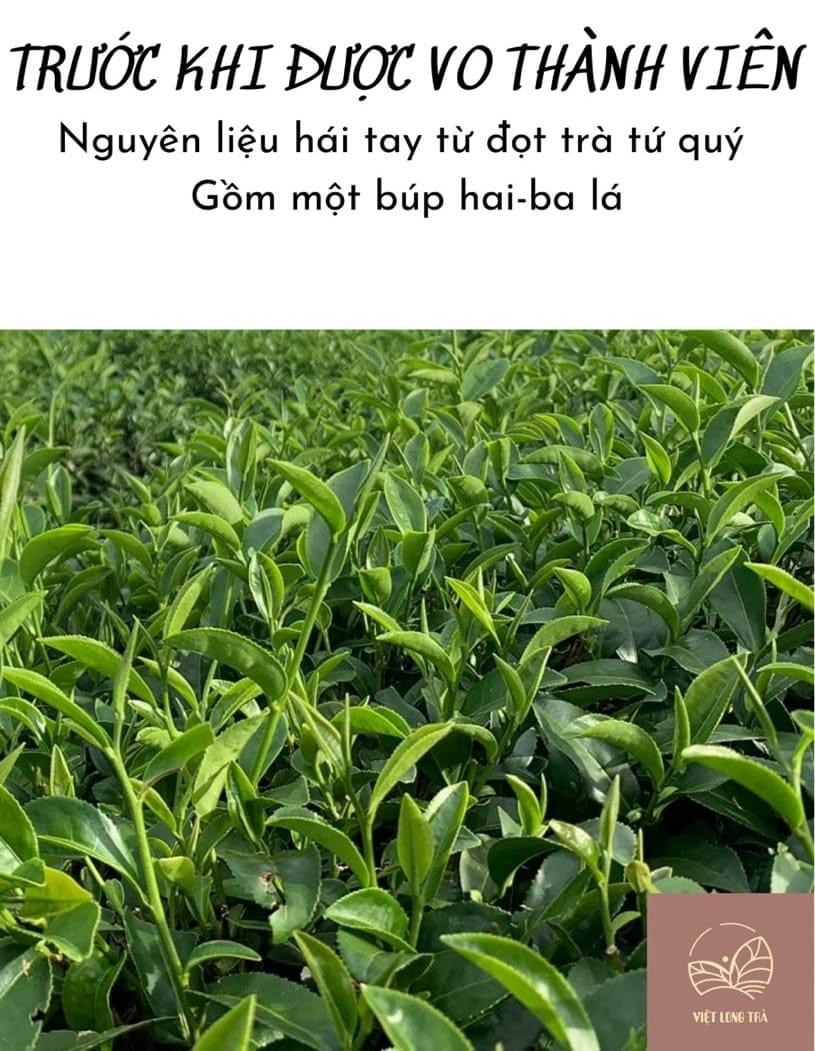 TRƯỚC KHI ĐƯỢC VO THÀNH VIÊN
Nguyên liệu hái tay từ đọt trà tứ quý
Gồm một búp hai-ba lá
VIỆT LONG TRÀ